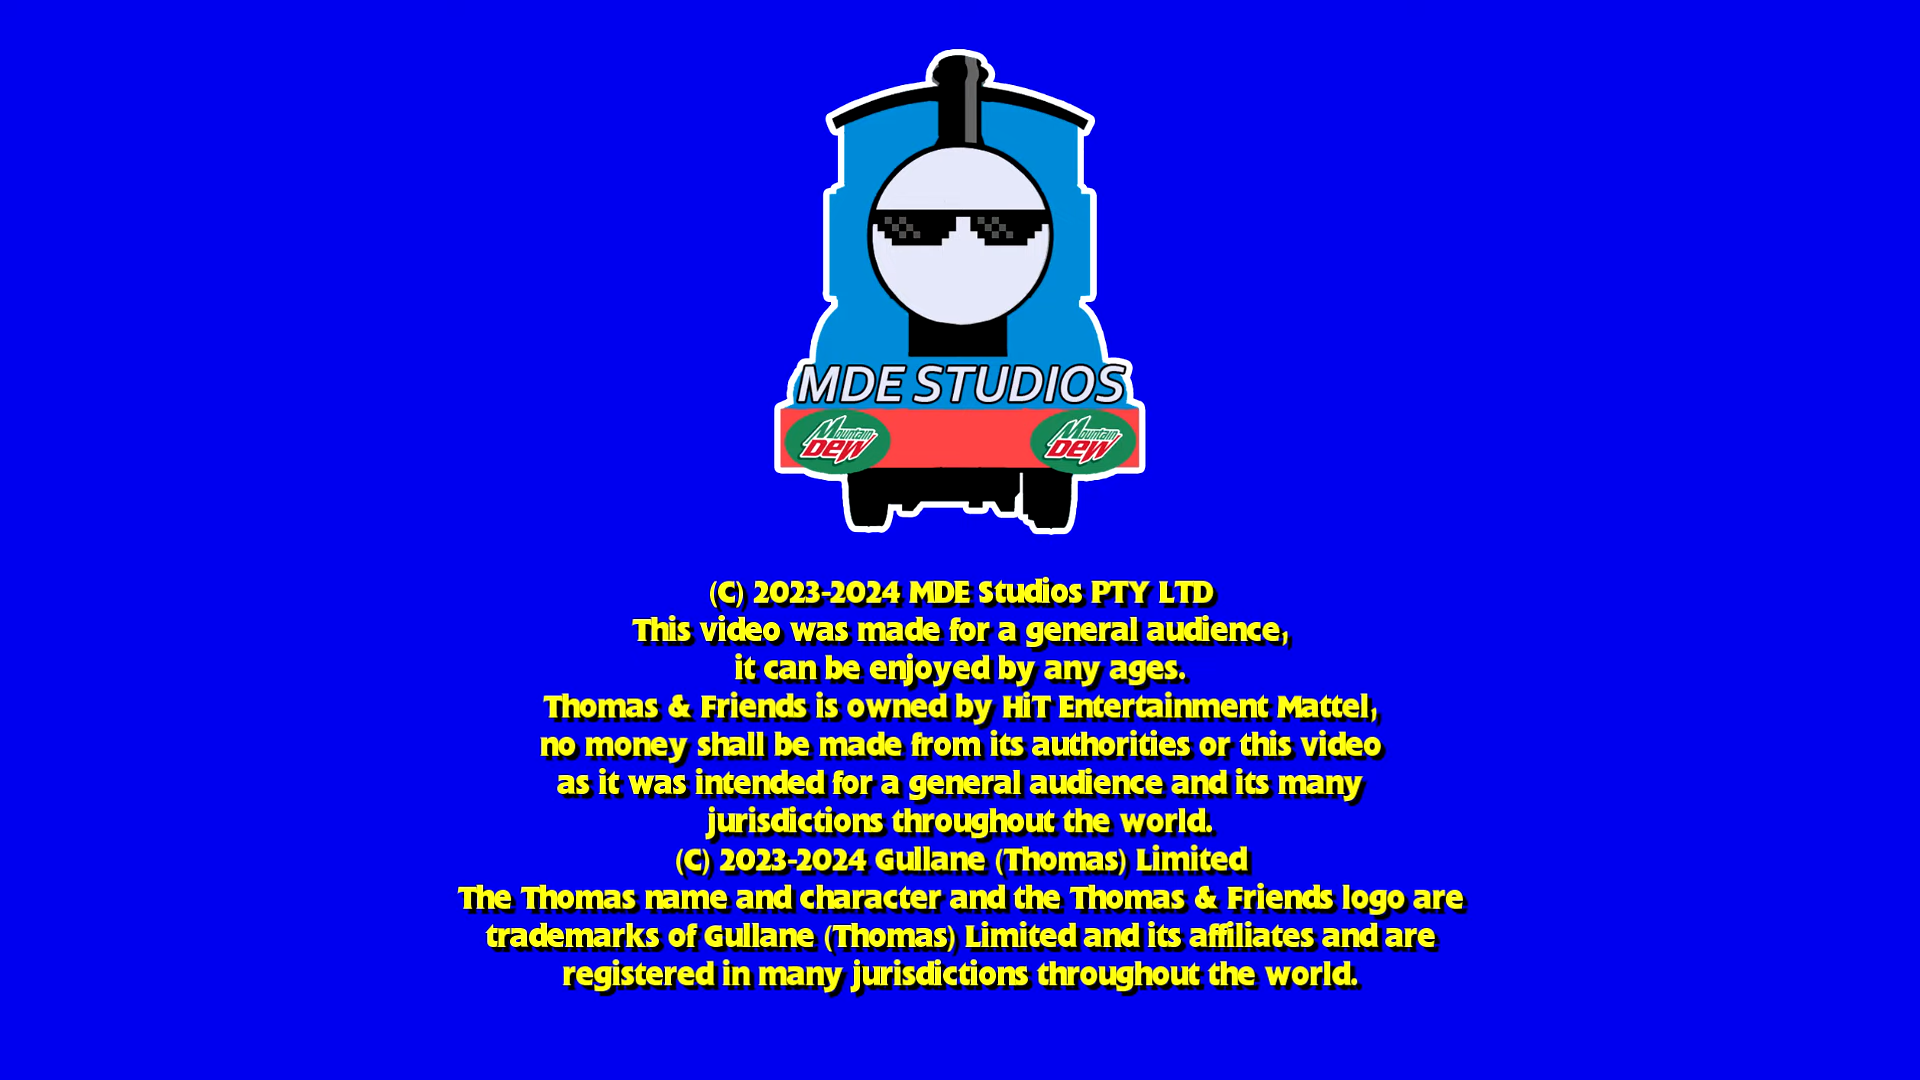 MDE STUDIOS
Mountain Mountain
DEW DEW
(C) 2023-2024 MDE Studios PTY LTD
This video was made for a general audience,
it can be enjoyed by any ages.
Thomas & Friends is owned by HiT Entertainment Mattel,
no money shall be made from its authorities or this video
as it was intended for a general audience and its many
jurisdictions throughout the world.
(C) 2023-2024 Gullane (Thomas) Limited
The Thomas name and character and the Thomas & Friends logo are
trademarks of Gullane (Thomas) Limited and its affiliates and are
registered in many jurisdictions throughout the world.